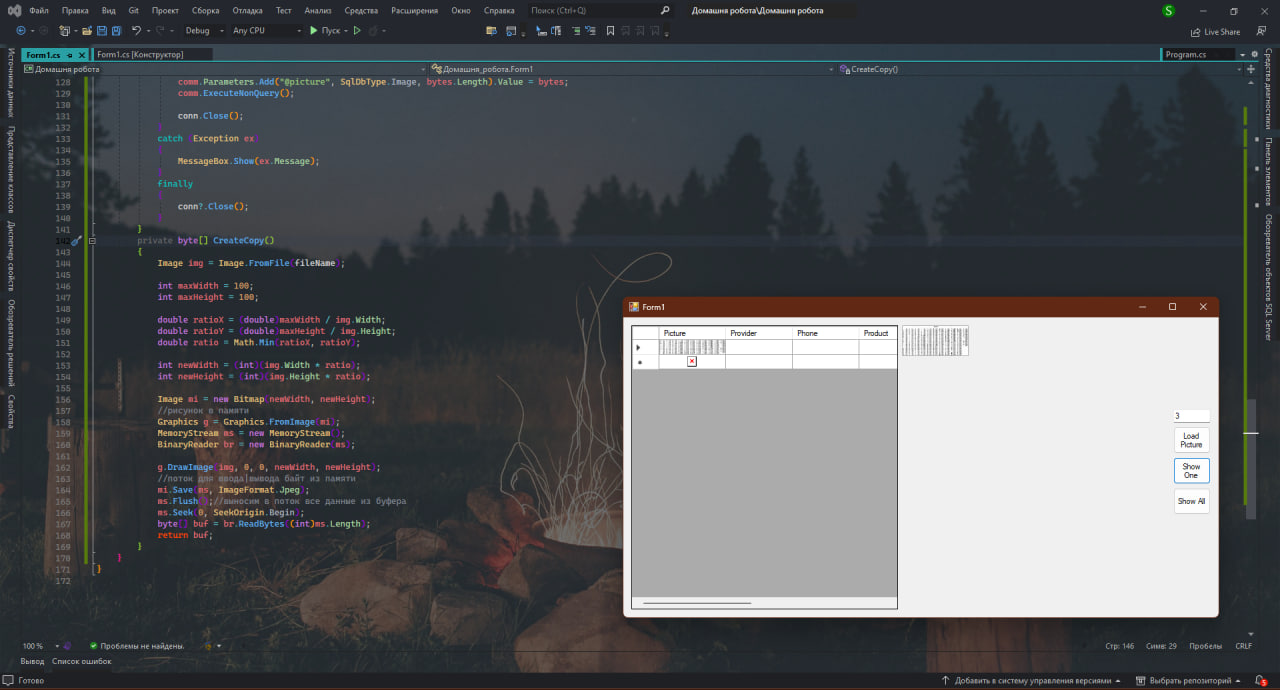 Файл Правка Вид Git Проект Сборка Отладка Тест Анализ Средства Расширения Окно Справка Поиск (Ctrl+Q) Домашня робота\Домашня робота S
Debug Any CPU Пуск Live Share
Form1.cs Form1.cs [Конструктор] Program.cs
Домашня робота Домашня_робота.Form1 CreateCopy()
Источники данных
Представление классов
Диспетчер свойств
Обозреватель решений
Свойства
128 comm.Parameters.Add("@picture", SqlDbType.Image, bytes.Length).Value = bytes;
129 comm.ExecuteNonQuery();
130
131 conn.Close();
132 }
133 catch (Exception ex)
134 {
135 MessageBox.Show(ex.Message);
136 }
137 finally
138 {
139 conn?.Close();
140 }
141 }
142 private byte[] CreateCopy()
143 {
144 Image img = Image.FromFile(fileName);
145
146 int maxWidth = 100;
147 int maxHeight = 100;
148
149 double ratioX = (double)maxWidth / img.Width;
150 double ratioY = (double)maxHeight / img.Height;
151 double ratio = Math.Min(ratioX, ratioY);
152
153 int newWidth = (int)(img.Width * ratio);
154 int newHeight = (int)(img.Height * ratio);
155
156 Image mi = new Bitmap(newWidth, newHeight);
157 //рисунок в памяти
158 Graphics g = Graphics.FromImage(mi);
159 MemoryStream ms = new MemoryStream();
160 BinaryReader br = new BinaryReader(ms);
161
162 g.DrawImage(img, 0, 0, newWidth, newHeight);
163 //поток для ввода|вывода байт из памяти
164 mi.Save(ms, ImageFormat.Jpeg);
165 ms.Flush();//выносим в поток все данные из буфера
166 ms.Seek(0, SeekOrigin.Begin);
167 byte[] buf = br.ReadBytes((int)ms.Length);
168 return buf;
169 }
170 }
171 }
172
Form1
Picture Provider Phone Product
3
Load
Picture
Show
One
Show All
Средства диагностики
Панель элементов
Обозреватель объектов SQL Server
100 % Проблемы не найдены. Стр: 146 Симв: 29 Пробелы CRLF
Вывод Список ошибок
Готово Добавить в систему управления версиями Выбрать репозиторий 5